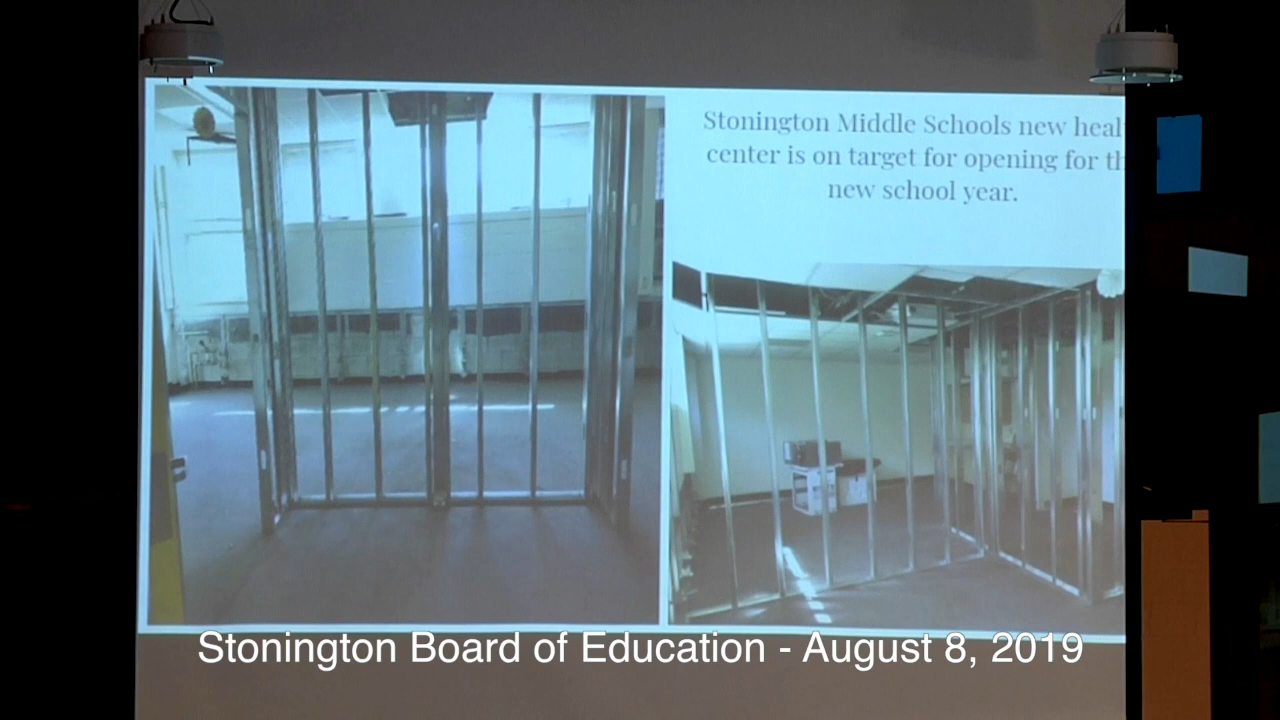 Stonington Middle Schools new heal
center is on target for opening for th
new school year.
Stonington Board of Education - August 8, 2019